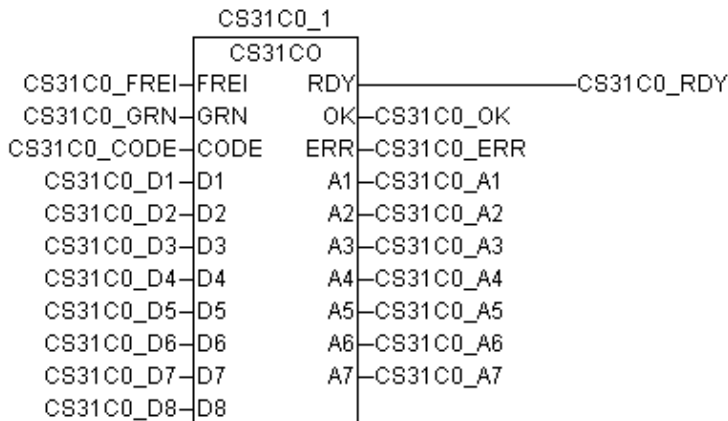 CS31C0_1
CS31CO
CS31C0_FREI FREI RDY CS31C0_RDY
CS31C0_GRN GRN OK CS31C0_OK
CS31C0_CODE CODE ERR CS31C0_ERR
CS31C0_D1 D1 A1 CS31C0_A1
CS31C0_D2 D2 A2 CS31C0_A2
CS31C0_D3 D3 A3 CS31C0_A3
CS31C0_D4 D4 A4 CS31C0_A4
CS31C0_D5 D5 A5 CS31C0_A5
CS31C0_D6 D6 A6 CS31C0_A6
CS31C0_D7 D7 A7 CS31C0_A7
CS31C0_D8 D8